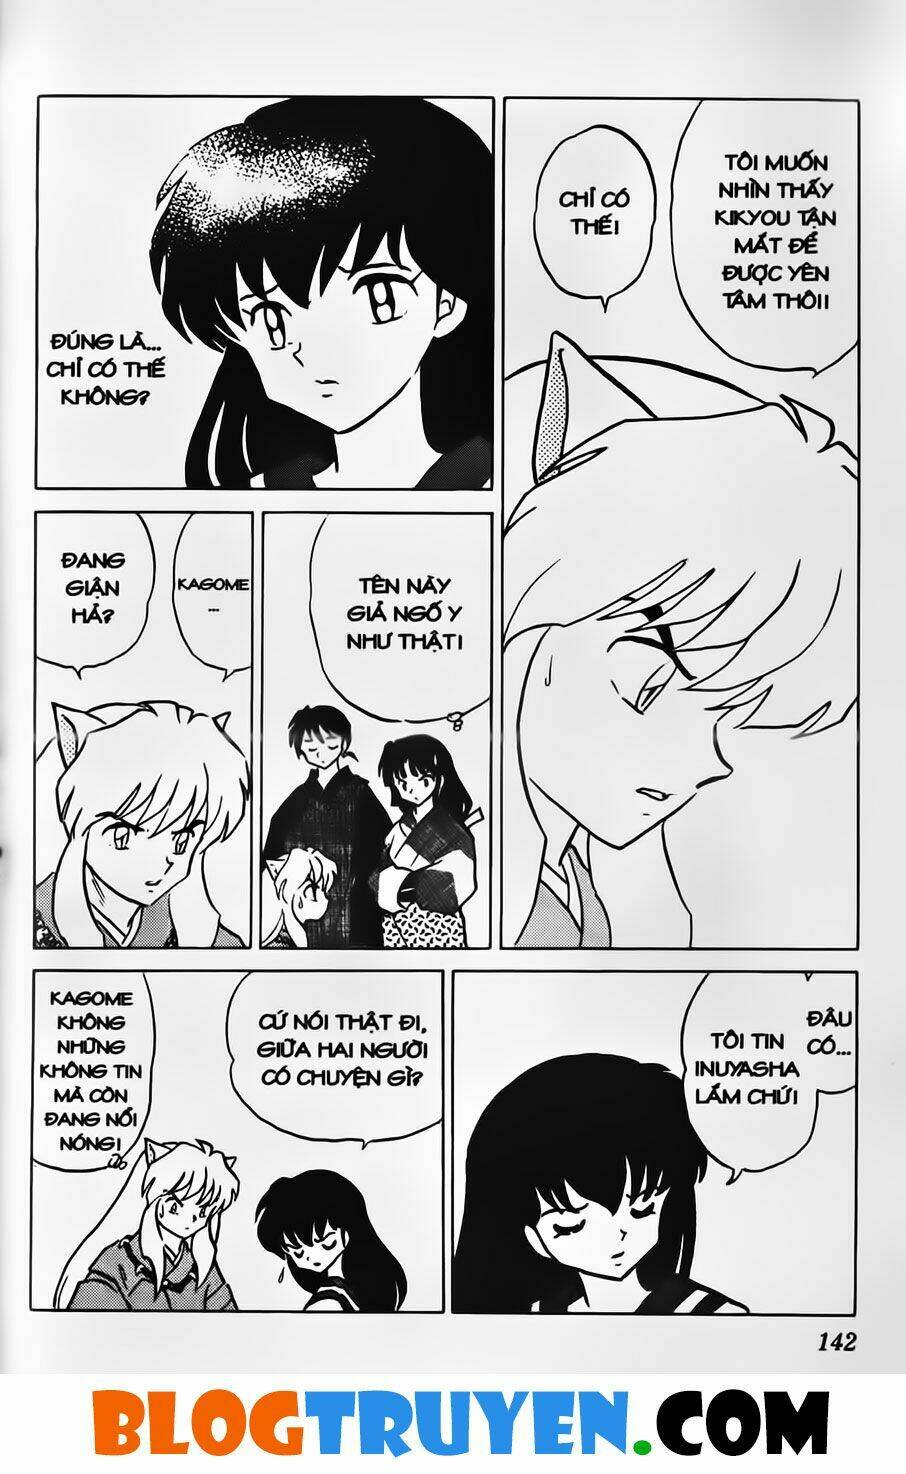 TÔI MUỐN
NHÌN THẤY
KIKYOU TẬN
MẮT ĐỂ
ĐƯỢC YÊN
TÂM THÔI!
CHỈ CÓ
THẾ!
ĐÚNG LÀ...
CHỈ CÓ THẾ
KHÔNG?
TÊN NÀY
GIẢ NGỐ Y
NHƯ THẬT!
KAGOME
...
ĐANG
GIẬN
HẢ?
ĐÂU
CÓ...
TÔI TIN
INUYASHA
LẮM CHỨ!
CỨ NÓI THẬT ĐI,
GIỮA HAI NGƯỜI
CÓ CHUYỆN GÌ?
KAGOME
KHÔNG
NHỮNG
KHÔNG TIN
MÀ CÒN
ĐANG NỔI
NÓNG!
142
BLOGTRUYEN.COM